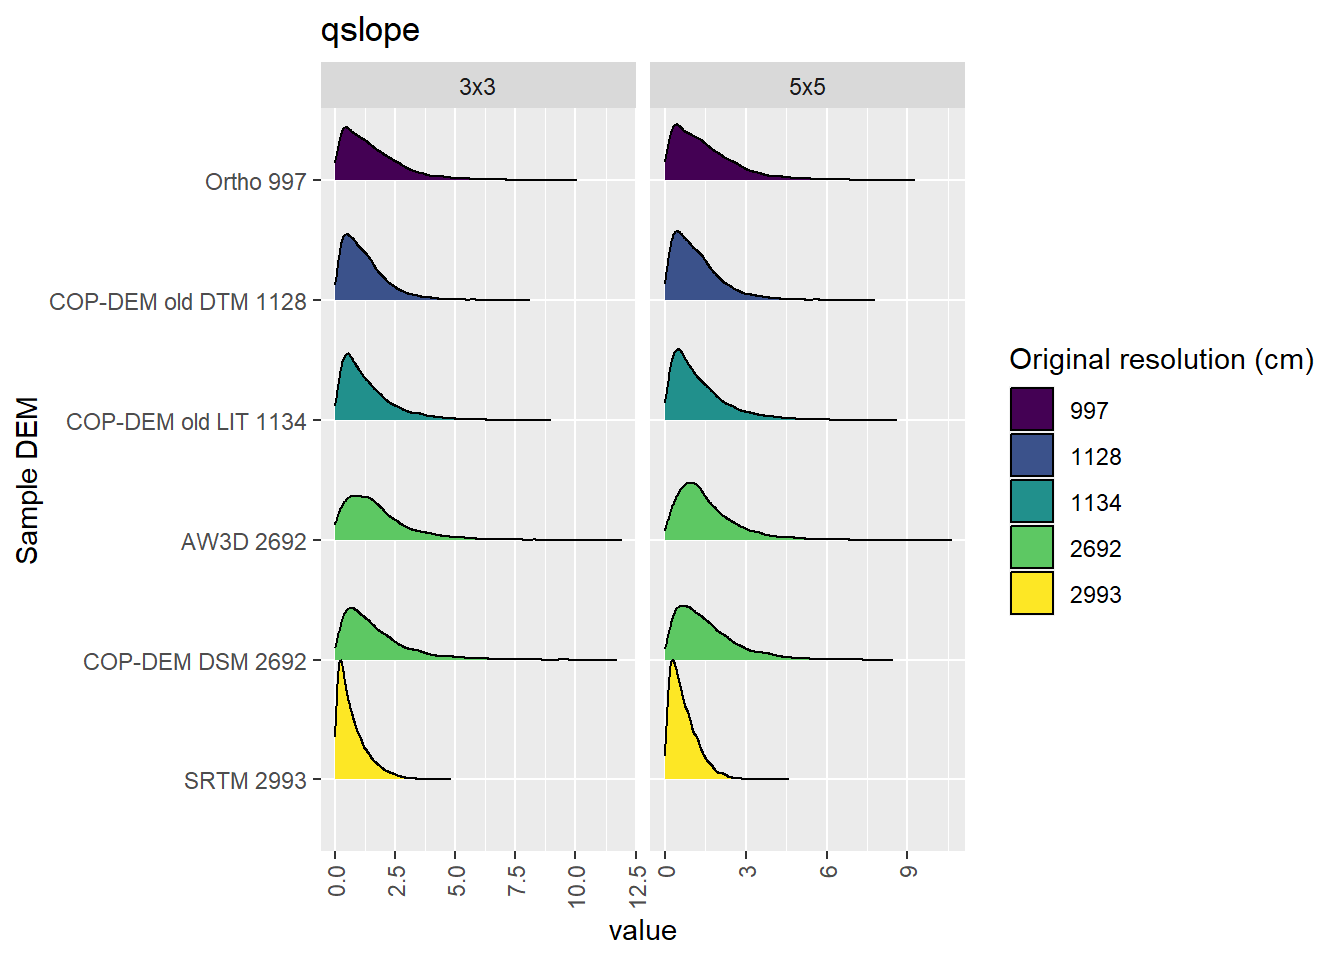 qslope
3x3
5x5
Sample DEM
Ortho 997
COP-DEM old DTM 1128
COP-DEM old LIT 1134
AW3D 2692
COP-DEM DSM 2692
SRTM 2993
0.0
2.5
5.0
7.5
10.0
12.5
0
3
6
9
value
Original resolution (cm)
997
1128
1134
2692
2993